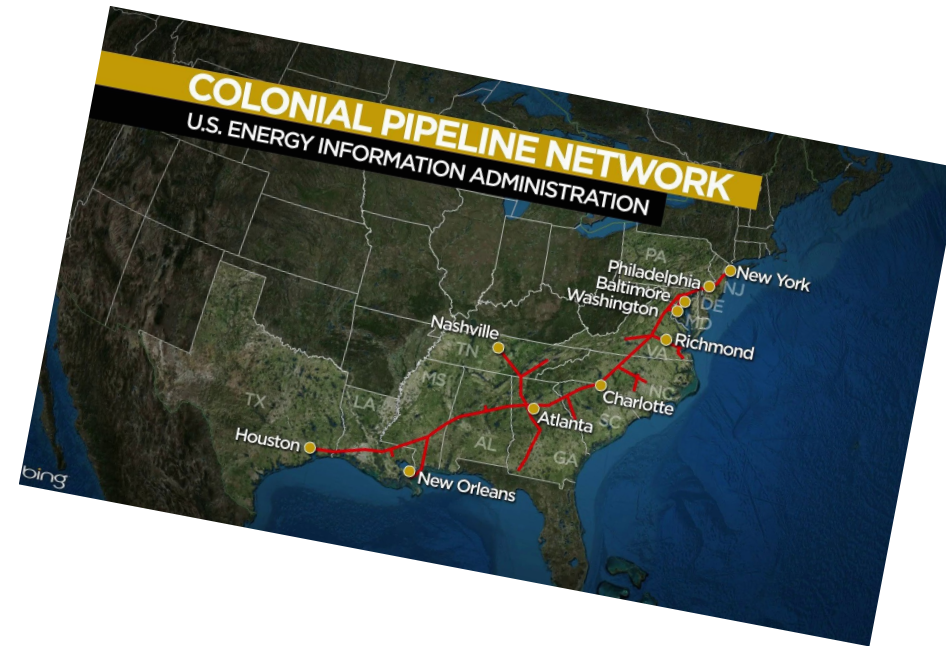 COLONIAL PIPELINE NETWORK
U.S. ENERGY INFORMATION ADMINISTRATION
PA
Philadelphia
New York
NJ
Baltimore
DE
Washington
MD
Nashville
Richmond
TN
VA
MS
NC
Charlotte
TX
LA
Atlanta
SC
Houston
AL
GA
New Orleans
bing